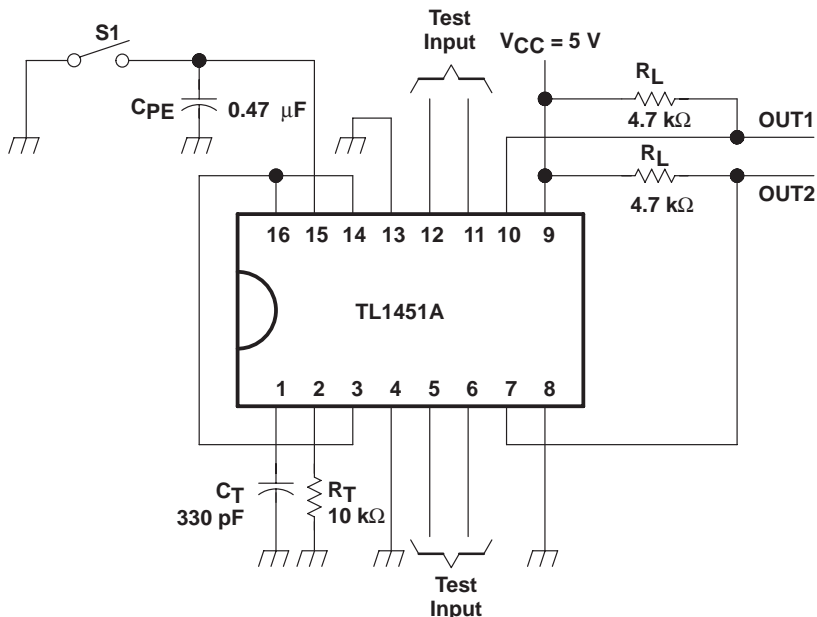 Test
Input
S1
VCC = 5 V
RL
4.7 kΩ
OUT1
CPE
0.47 μF
RL
4.7 kΩ
OUT2
16 15 14 13 12 11 10 9
TL1451A
1 2 3 4 5 6 7 8
CT
330 pF
RT
10 kΩ
Test
Input